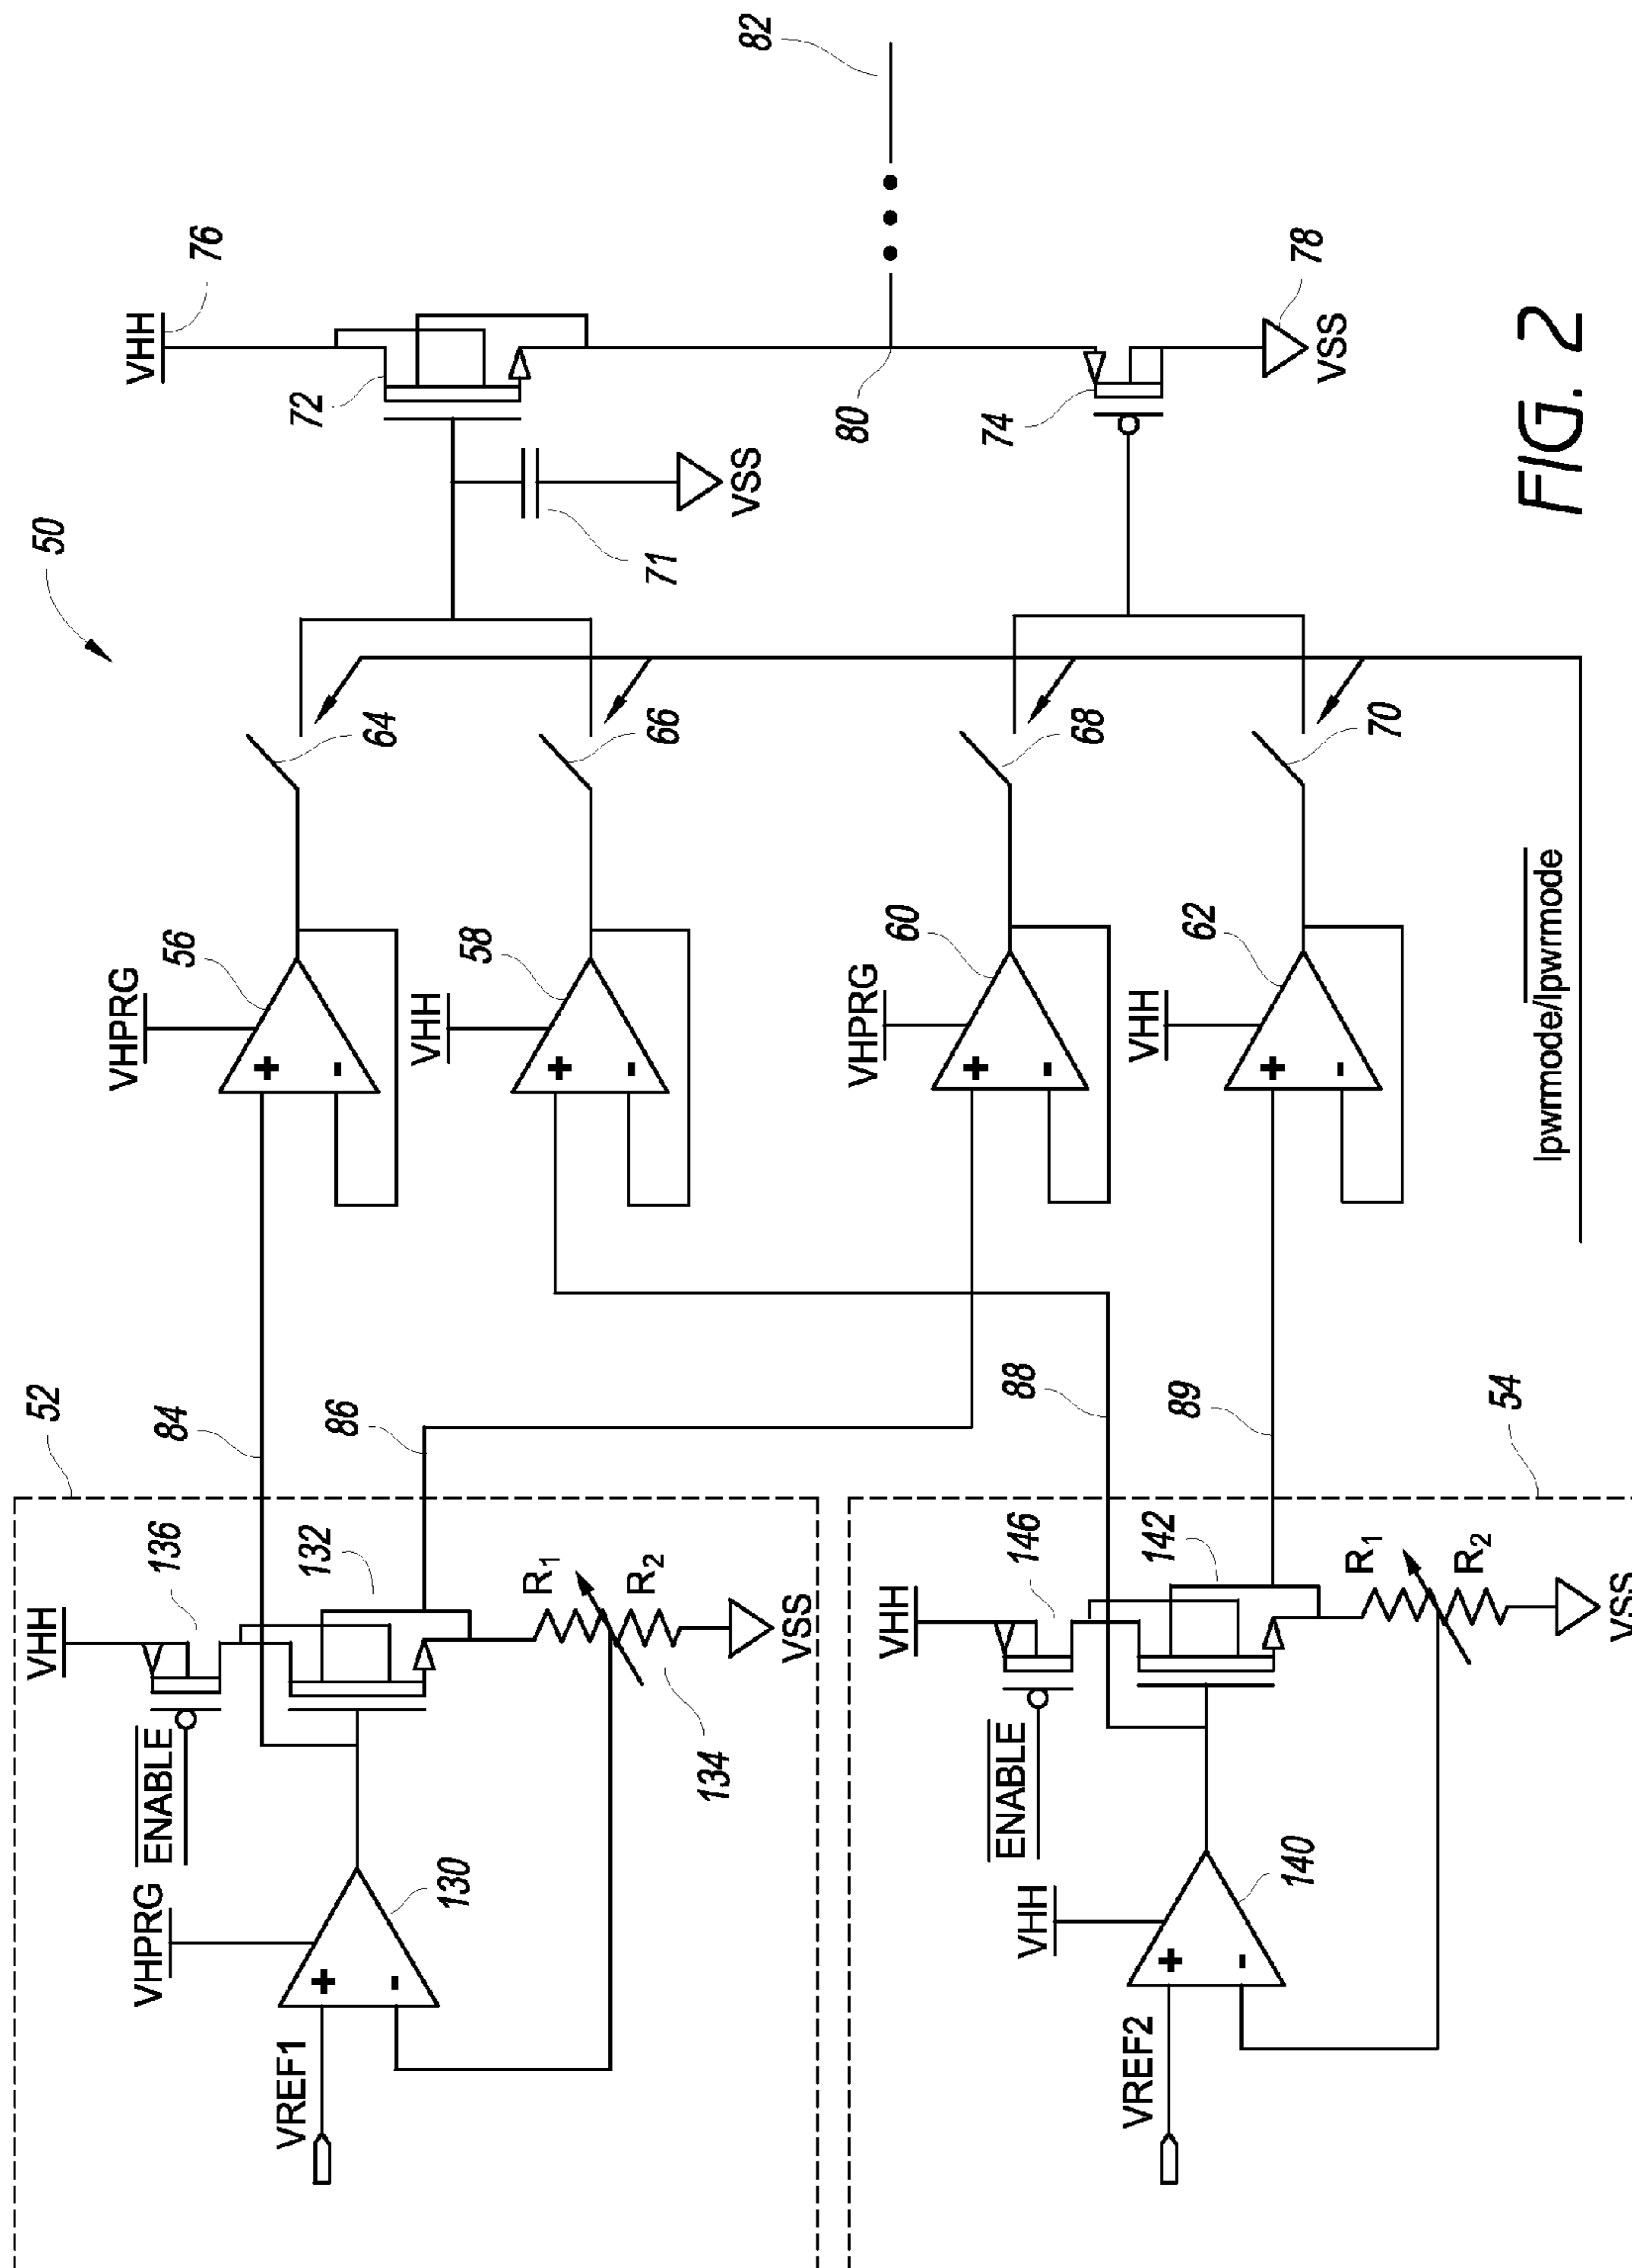 82
VHH
76
72
80
74
78
VSS
FIG. 2
50
71
VSS
64
66
68
70
VHPRG
56
VHH
58
VHPRG
60
VHH
62
+
-
+
-
+
-
+
-
lpwrmode/lpwrmode
52
84
86
88
89
54
VHH
136
132
R1
R2
VSS
134
ENABLE
VHPRG
130
+
-
VREF1
VHH
146
142
R1
R2
VSS
ENABLE
VHH
140
+
-
VREF2